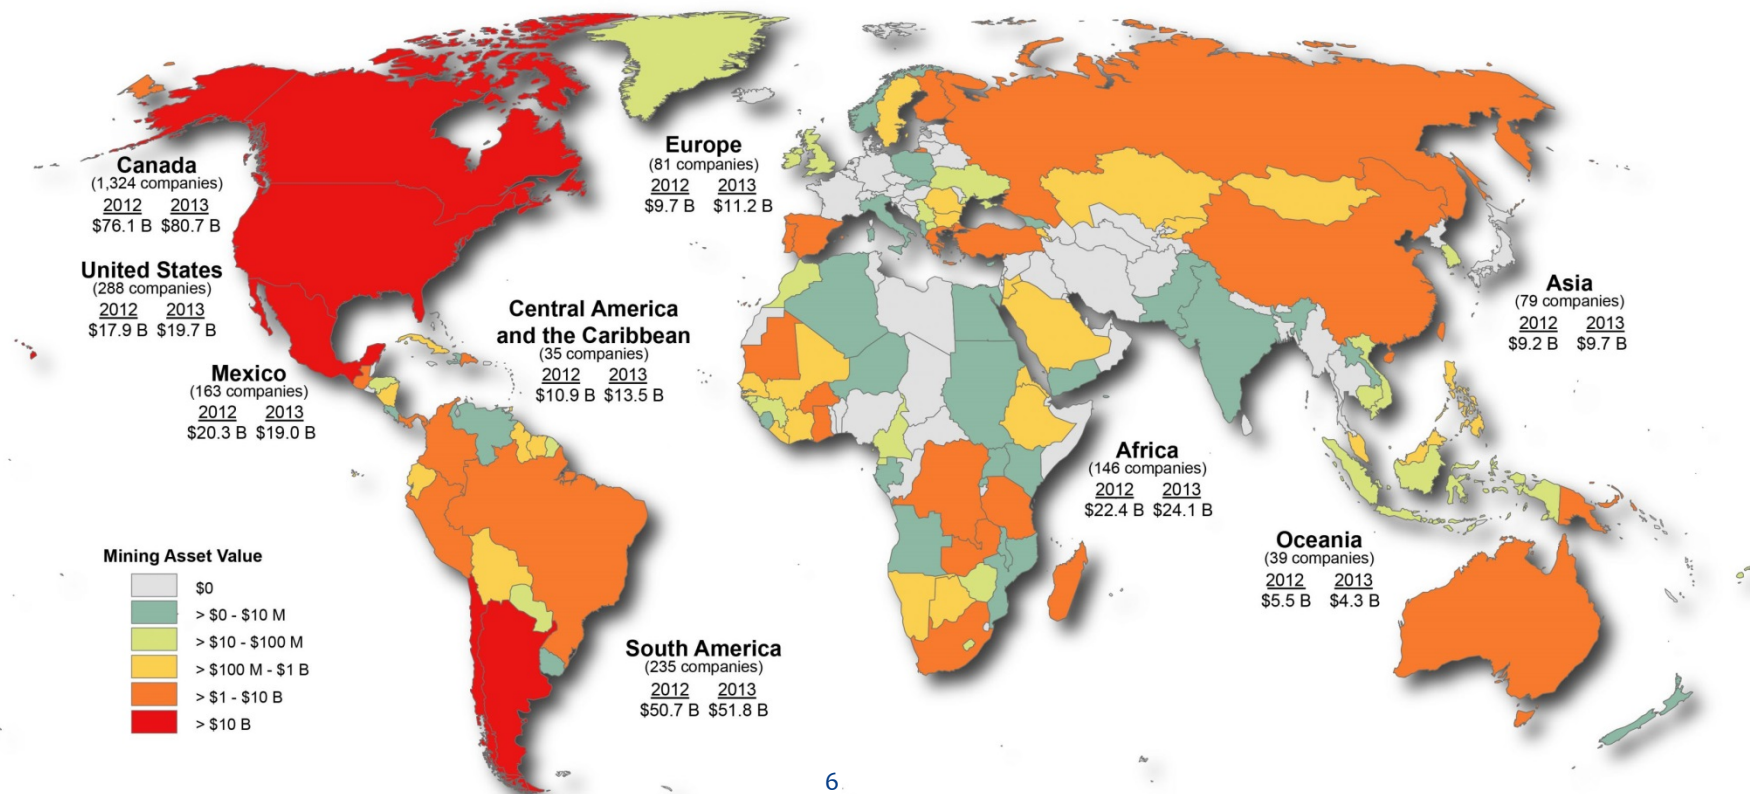 Canada
(1,324 companies)
2012 2013
$76.1 B $80.7 B
United States
(288 companies)
2012 2013
$17.9 B $19.7 B
Mexico
(163 companies)
2012 2013
$20.3 B $19.0 B
Europe
(81 companies)
2012 2013
$9.7 B $11.2 B
Central America
and the Caribbean
(35 companies)
2012 2013
$10.9 B $13.5 B
Asia
(79 companies)
2012 2013
$9.2 B $9.7 B
Africa
(146 companies)
2012 2013
$22.4 B $24.1 B
Oceania
(39 companies)
2012 2013
$5.5 B $4.3 B
South America
(235 companies)
2012 2013
$50.7 B $51.8 B
Mining Asset Value
$0
> $0 - $10 M
> $10 - $100 M
> $100 M - $1 B
> $1 - $10 B
> $10 B
6